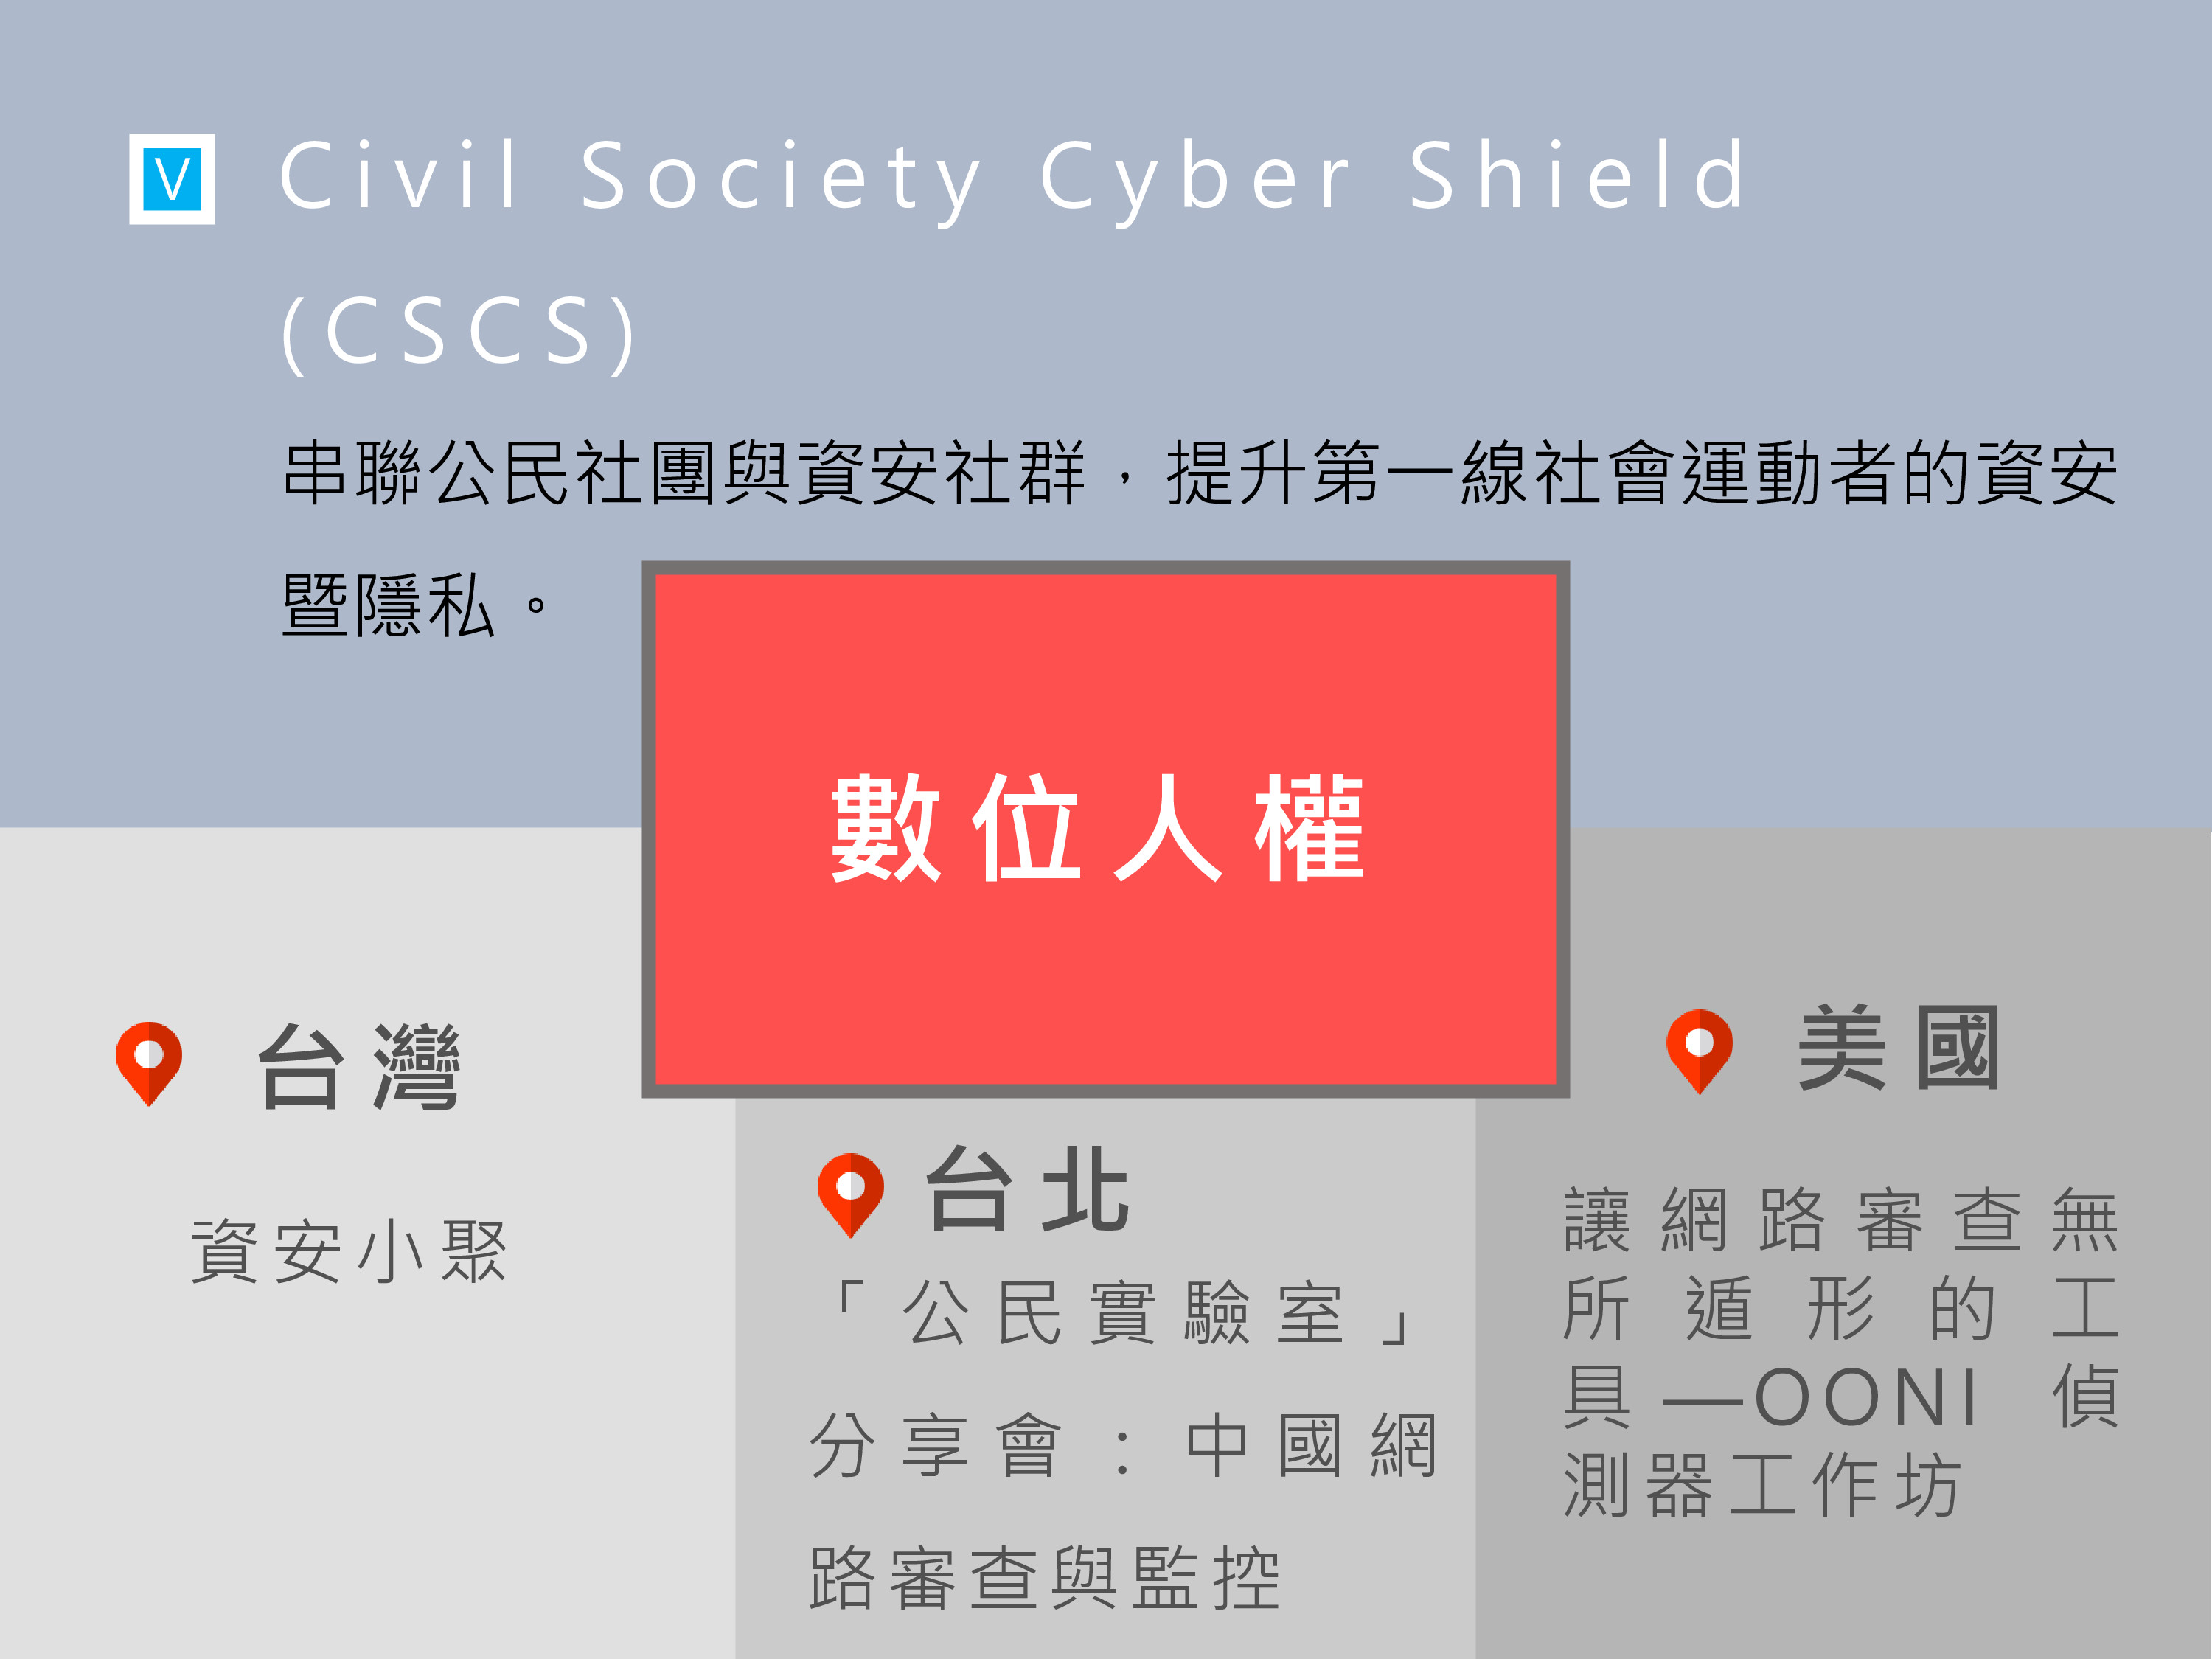 V Civil Society Cyber Shield
(CSCS)
串聯公民社團與資安社群，提升第一線社會運動者的資安
暨隱私。
數位人權
台灣
資安小聚
台北
「公民實驗室」
分享會：中國網
路審查與監控
美國
讓網路審查無
所遁形的工
具—OONI 偵
測器工作坊